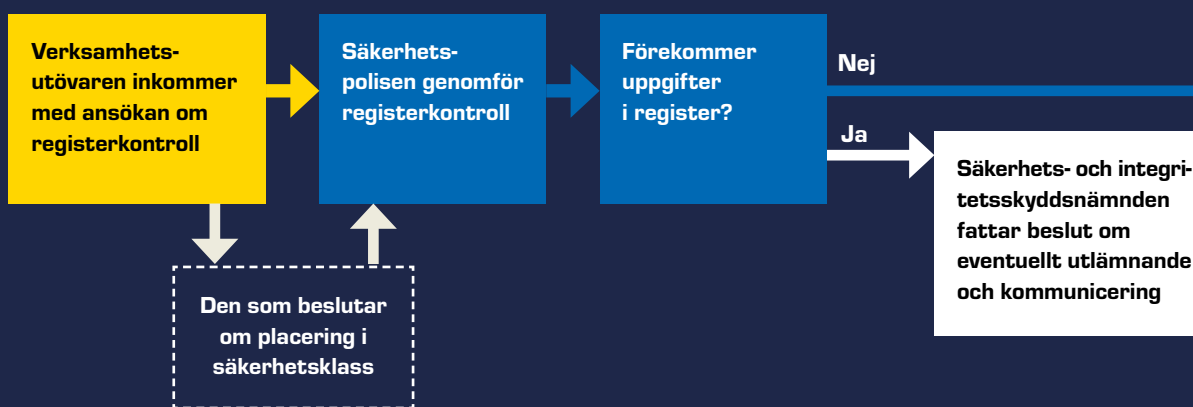 Verksamhets-
utövaren inkommer
med ansökan om
registerkontroll
Säkerhets-
polisen genomför
registerkontroll
Förekommer
uppgifter
i register?
Nej
Ja
Säkerhets- och integri-
tetsskyddsnämnden
fattar beslut om
eventuellt utlämnande
och kommunicering
Den som beslutar
om placering i
säkerhetsklass